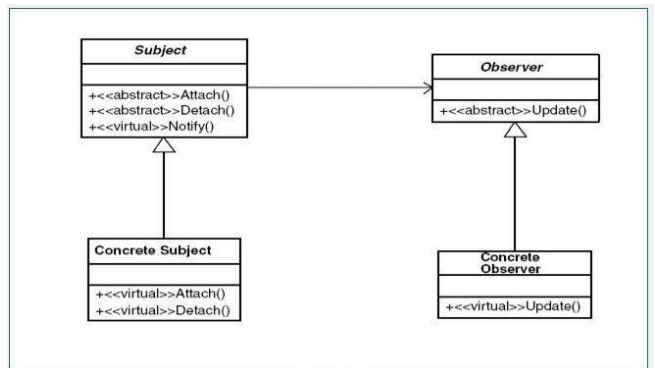 Subject
+<<abstract>>Attach()
+<<abstract>>Detach()
+<<virtual>>Notify()
Observer
+<<abstract>>Update()
Concrete Subject
+<<virtual>>Attach()
+<<virtual>>Detach()
Concrete
Observer
+<<virtual>>Update()